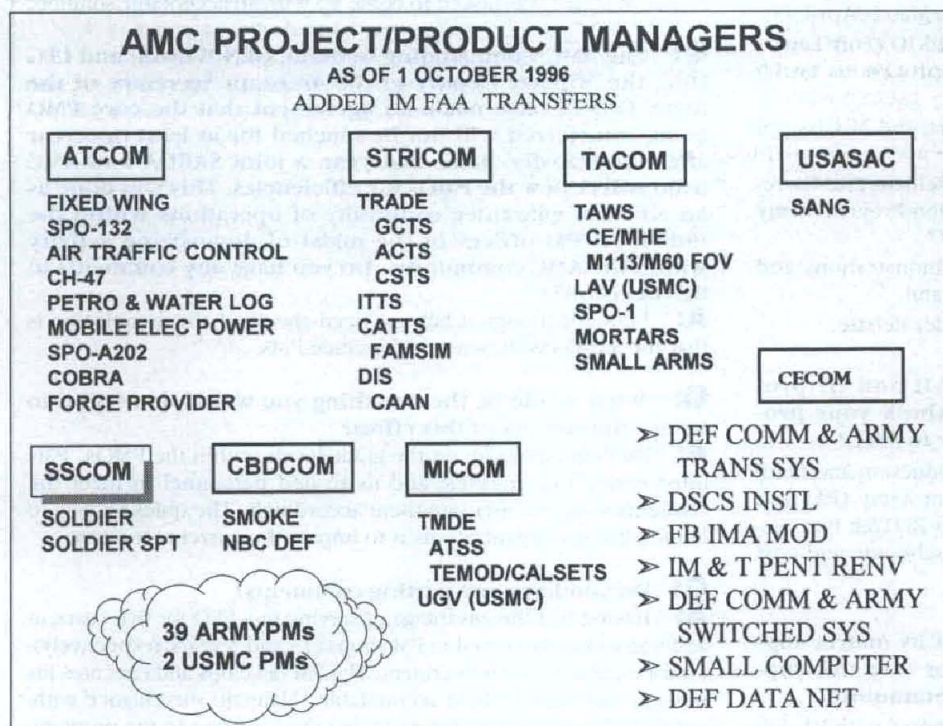 AMC PROJECT/PRODUCT MANAGERS
AS OF 1 OCTOBER 1996
ADDED IM FAA TRANSFERS
ATCOM
FIXED WING
SPO-132
AIR TRAFFIC CONTROL
CH-47
PETRO & WATER LOG
MOBILE ELEC POWER
SPO-A202
COBRA
FORCE PROVIDER
STRICOM
TRADE
GCTS
ACTS
CSTS
ITTS
CATTS
FAMSIM
DIS
CAAN
TACOM
TAWS
CE/MHE
M113/M60 FOV
LAV (USMC)
SPO-1
MORTARS
SMALL ARMS
USASAC
SANG
CECOM
➢ DEF COMM & ARMY
TRANS SYS
➢ DSCS INSTL
➢ FB IMA MOD
➢ IM & T PENT RENV
➢ DEF COMM & ARMY
SWITCHED SYS
➢ SMALL COMPUTER
➢ DEF DATA NET
SSCOM
SOLDIER
SOLDIER SPT
CBDCOM
SMOKE
NBC DEF
MICOM
TMDE
ATSS
TEMOD/CALSETS
UGV (USMC)
39 ARMYPMs
2 USMC PMs